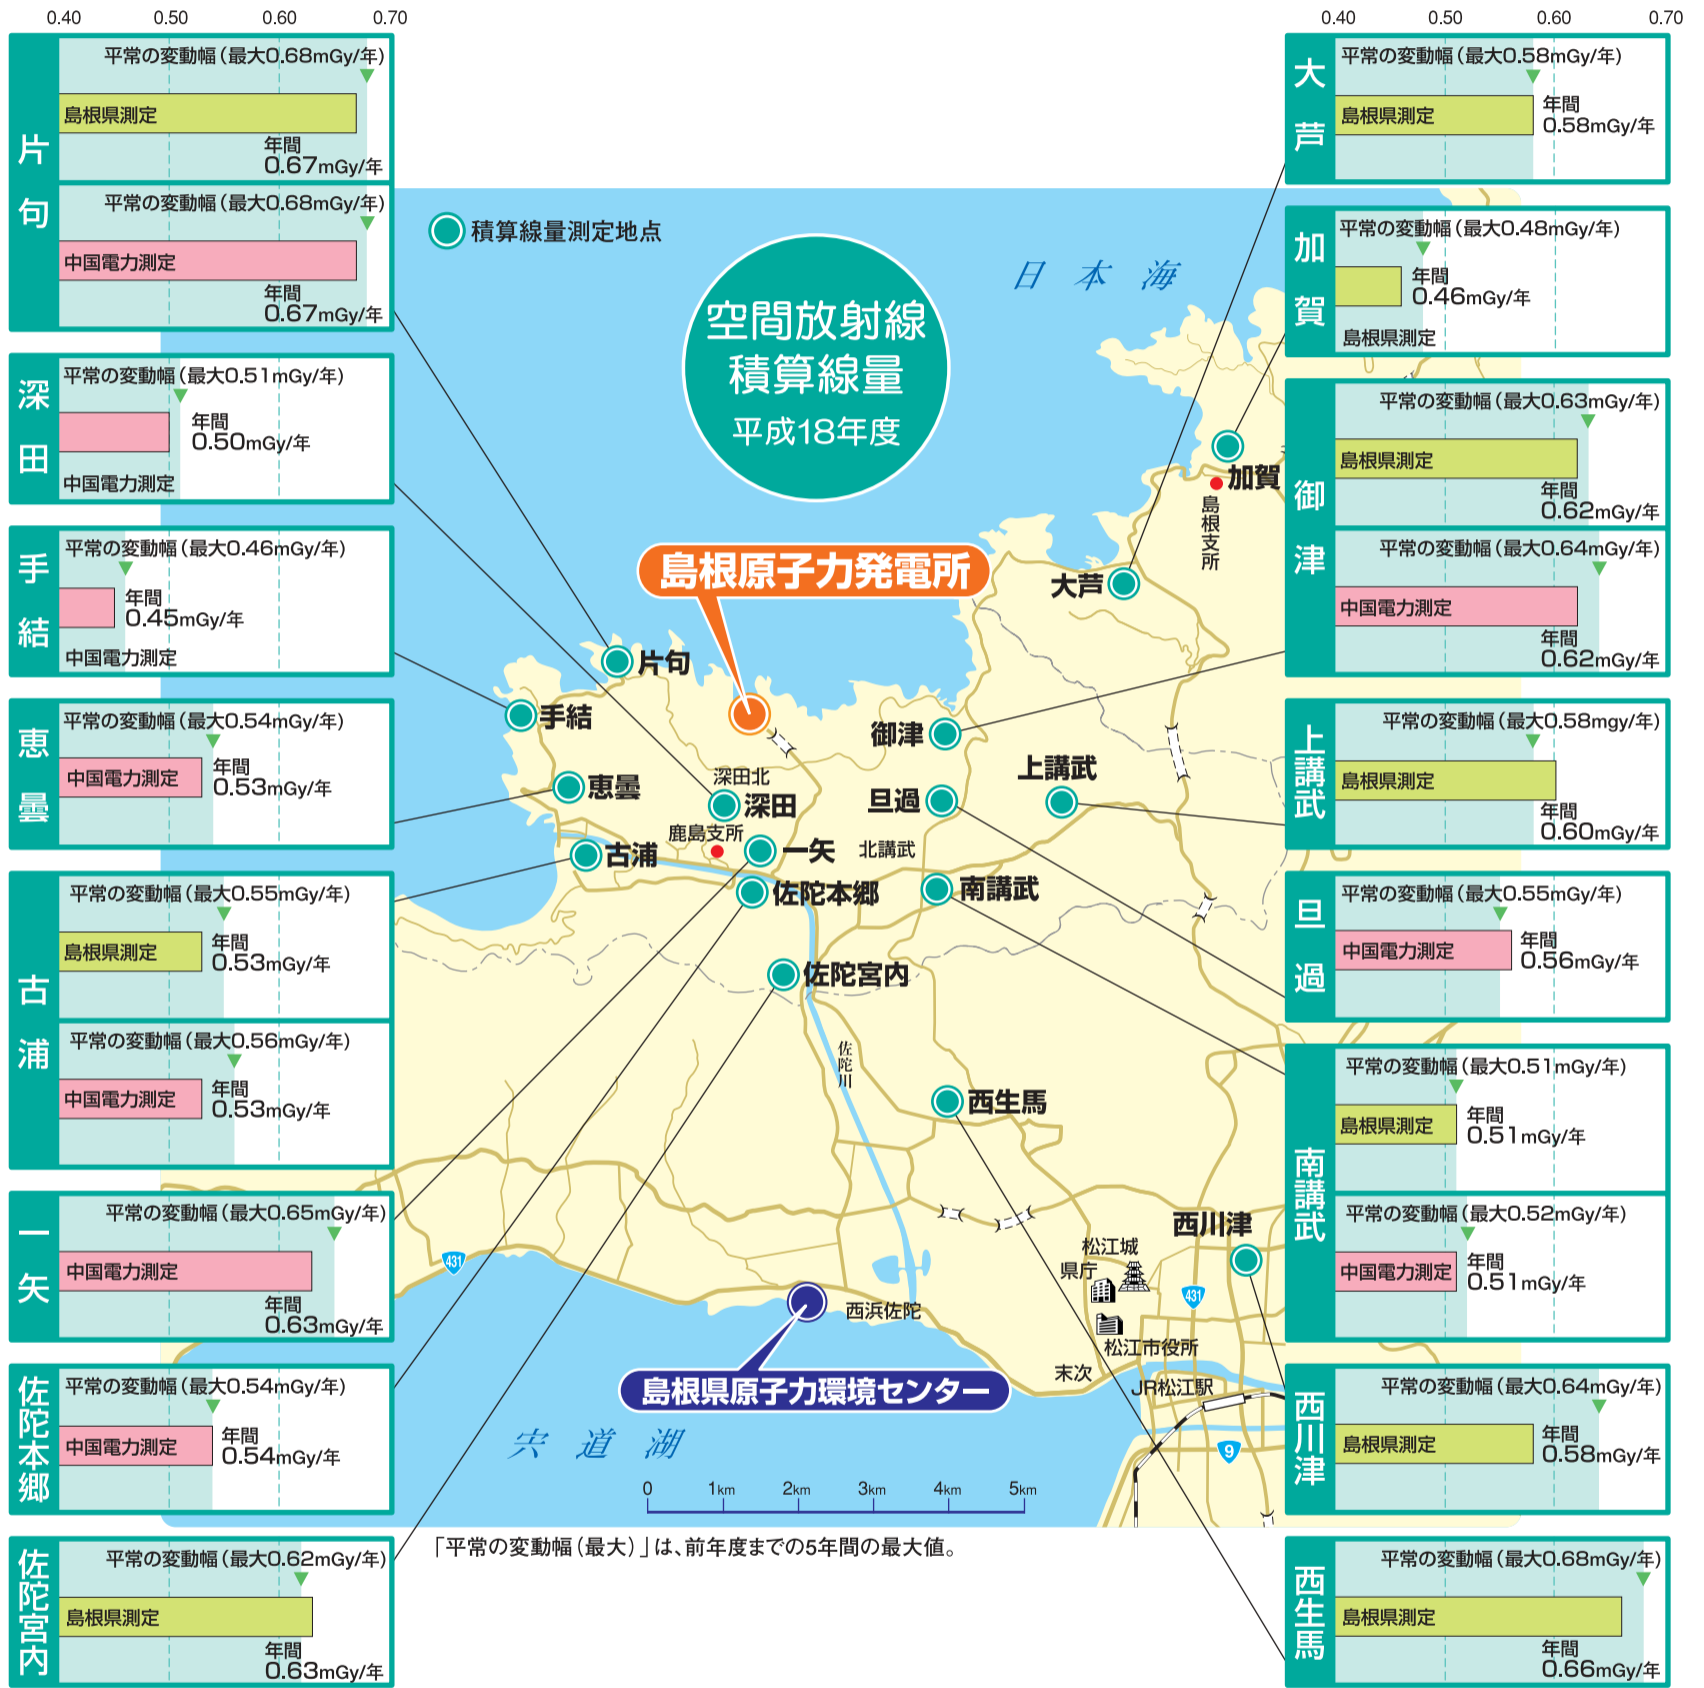 0.40 0.50 0.60 0.70
片句
平常の変動幅(最大0.68mGy/年)
島根県測定
年間
0.67mGy/年
平常の変動幅(最大0.68mGy/年)
中国電力測定
年間
0.67mGy/年
深田
平常の変動幅(最大0.51mGy/年)
年間
0.50mGy/年
中国電力測定
手結
平常の変動幅(最大0.46mGy/年)
年間
0.45mGy/年
中国電力測定
恵曇
平常の変動幅(最大0.54mGy/年)
中国電力測定
年間
0.53mGy/年
古浦
平常の変動幅(最大0.55mGy/年)
島根県測定
年間
0.53mGy/年
平常の変動幅(最大0.56mGy/年)
中国電力測定
年間
0.53mGy/年
一矢
平常の変動幅(最大0.65mGy/年)
中国電力測定
年間
0.63mGy/年
佐陀本郷
平常の変動幅(最大0.54mGy/年)
中国電力測定
年間
0.54mGy/年
佐陀宮内
平常の変動幅(最大0.62mGy/年)
島根県測定
年間
0.63mGy/年
積算線量測定地点
空間放射線
積算線量
平成18年度
日本海
加賀
島根支所
大芦
島根原子力発電所
片句
手結
御津
上講武
深田北
恵曇
深田
旦過
鹿島支所
古浦
一矢
北講武
佐陀本郷
南講武
佐陀宮内
佐陀川
西生馬
西川津
松江城
県庁
431
431
西浜佐陀
松江市役所
末次
JR松江駅
島根県原子力環境センター
宍道湖
9
0 1km 2km 3km 4km 5km
「平常の変動幅(最大)」は、前年度までの5年間の最大値。
0.40 0.50 0.60 0.70
大芦
平常の変動幅(最大0.58mGy/年)
島根県測定
年間
0.58mGy/年
加賀
平常の変動幅(最大0.48mGy/年)
年間
0.46mGy/年
島根県測定
御津
平常の変動幅(最大0.63mGy/年)
島根県測定
年間
0.62mGy/年
平常の変動幅(最大0.64mGy/年)
中国電力測定
年間
0.62mGy/年
上講武
平常の変動幅(最大0.58mgy/年)
島根県測定
年間
0.60mGy/年
旦過
平常の変動幅(最大0.55mGy/年)
中国電力測定
年間
0.56mGy/年
南講武
平常の変動幅(最大0.51mGy/年)
島根県測定
年間
0.51mGy/年
平常の変動幅(最大0.52mGy/年)
中国電力測定
年間
0.51mGy/年
西川津
平常の変動幅(最大0.64mGy/年)
島根県測定
年間
0.58mGy/年
西生馬
平常の変動幅(最大0.68mGy/年)
島根県測定
年間
0.66mGy/年